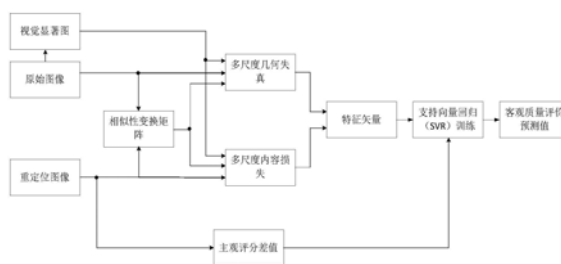 视觉显著图
原始图像
相似性变换矩
阵
重定位图像
多尺度几何失
真
多尺度内容损
失
主观评分差值
特征矢量
支持向量回归
（SVR）训练
客观质量评价
预测值